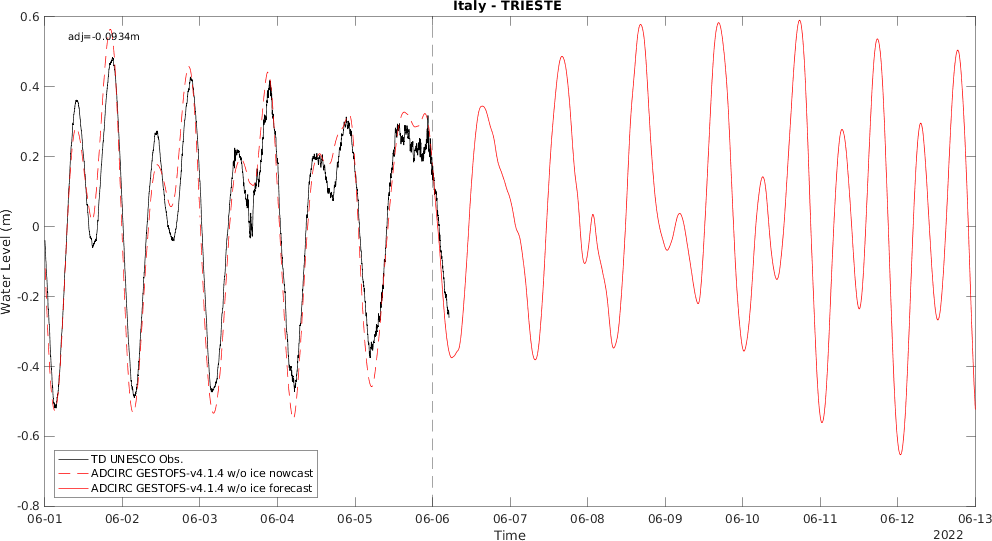 Italy - TRIESTE
adj=-0.0934m
Water Level (m)
0.6
0.4
0.2
0
-0.2
-0.4
-0.6
-0.8
TD UNESCO Obs.
ADCIRC GESTOFS-v4.1.4 w/o ice nowcast
ADCIRC GESTOFS-v4.1.4 w/o ice forecast
06-01 06-02 06-03 06-04 06-05 06-06 06-07 06-08 06-09 06-10 06-11 06-12 06-13
Time
2022